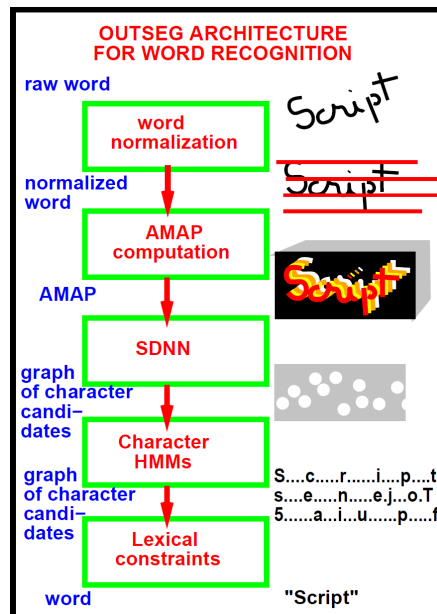 OUTSEG ARCHITECTURE
FOR WORD RECOGNITION
raw word
Script
word
normalization
normalized
word
Script
AMAP
computation
AMAP
Script
SDNN
graph
of character
candi-
dates
Character
HMMs
graph
of character
candi-
dates
S....c.....r......i....p....t
s....e.....n....e.j...o.T
5......a...i...u.....p....f
Lexical
constraints
word
"Script"